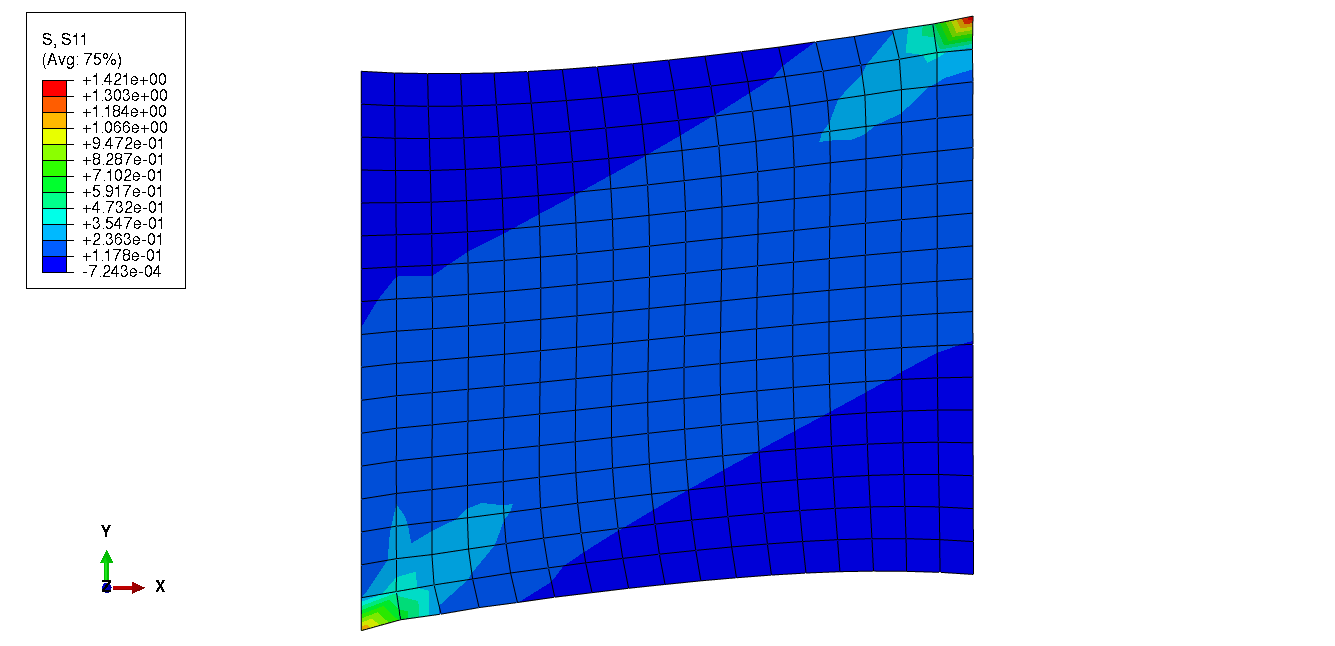 S, S11
(Avg: 75%)
+1.421e+00
+1.303e+00
+1.184e+00
+1.066e+00
+9.472e-01
+8.287e-01
+7.102e-01
+5.917e-01
+4.732e-01
+3.547e-01
+2.363e-01
+1.178e-01
-7.243e-04
Y
Z X